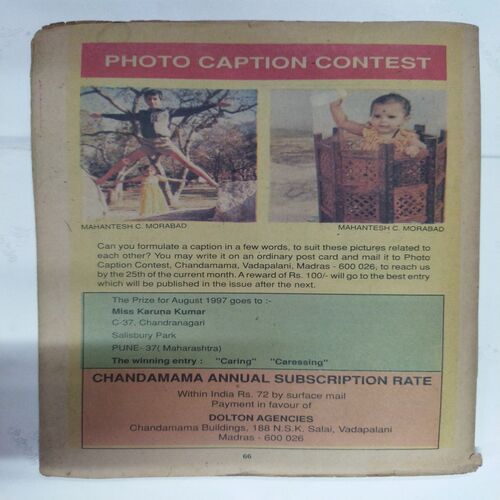 PHOTO CAPTION CONTEST
MAHANTESH C. MORABAD
MAHANTESH C. MORABAD
Can you formulate a caption in a few words, to suit these pictures related to
each other? You may write it on an ordinary post card and mail it to Photo
Caption Contest, Chandamama, Vadapalani, Madras - 600 026, to reach us
by the 25th of the current month. A reward of Rs. 100/- will go to the best entry
which will be published in the issue after the next.
The Prize for August 1997 goes to :-
Miss Karuna Kumar
C-37, Chandranagari
Salisbury Park
PUNE- 37( Maharashtra)
The winning entry : "Caring" "Caressing"
CHANDAMAMA ANNUAL SUBSCRIPTION RATE
Within India Rs. 72 by surface mail
Payment in favour of
DOLTON AGENCIES
Chandamama Buildings, 188 N.S.K. Salai, Vadapalani
Madras - 600 026
66